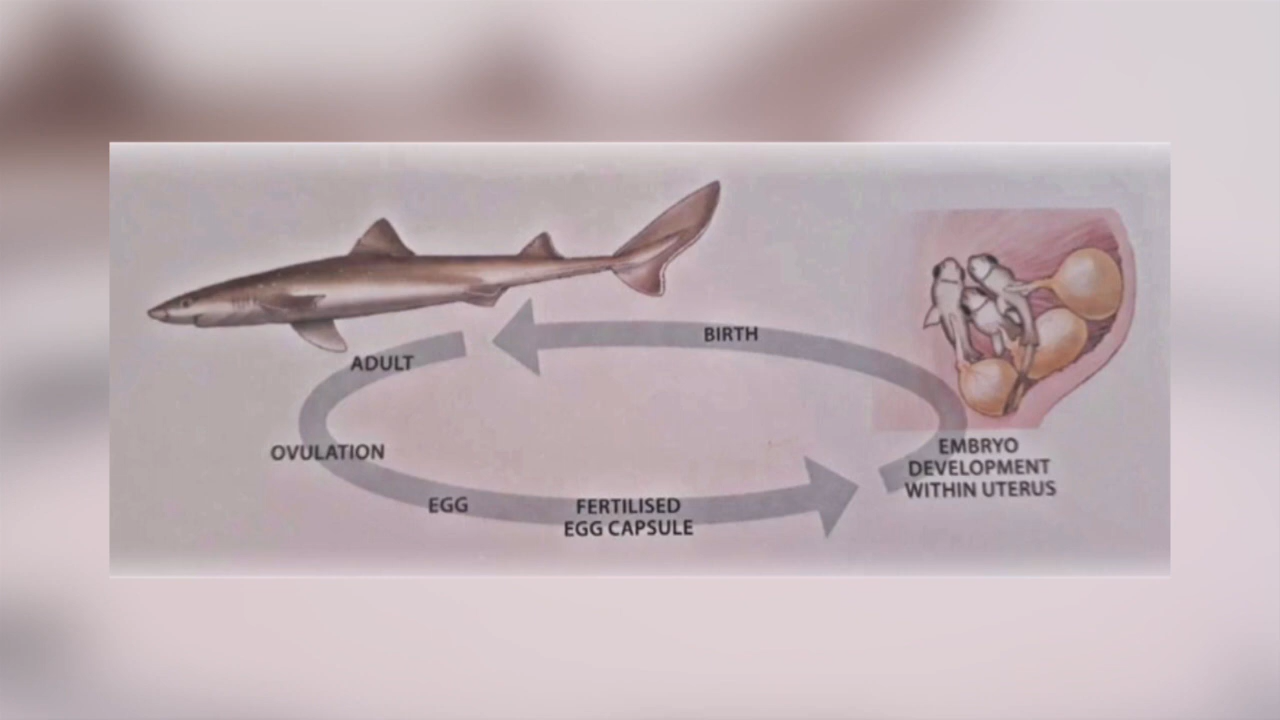 BIRTH
ADULT
OVULATION
EMBRYO
DEVELOPMENT
WITHIN UTERUS
EGG
FERTILISED
EGG CAPSULE